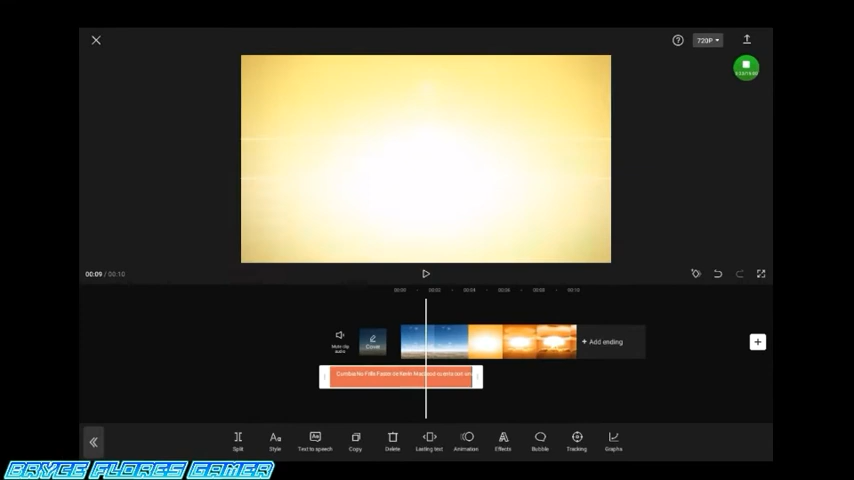 720P
00:09 / 00:10
00:00 00:02 00:04 00:06 00:08 00:10
Mute clip
audio
Cover
+ Add ending
Split
Style
Text to speech
Copy
Delete
Lasting text
Animation
Effects
Bubble
Tracking
Graphs
BRYCE FLORES GAMER